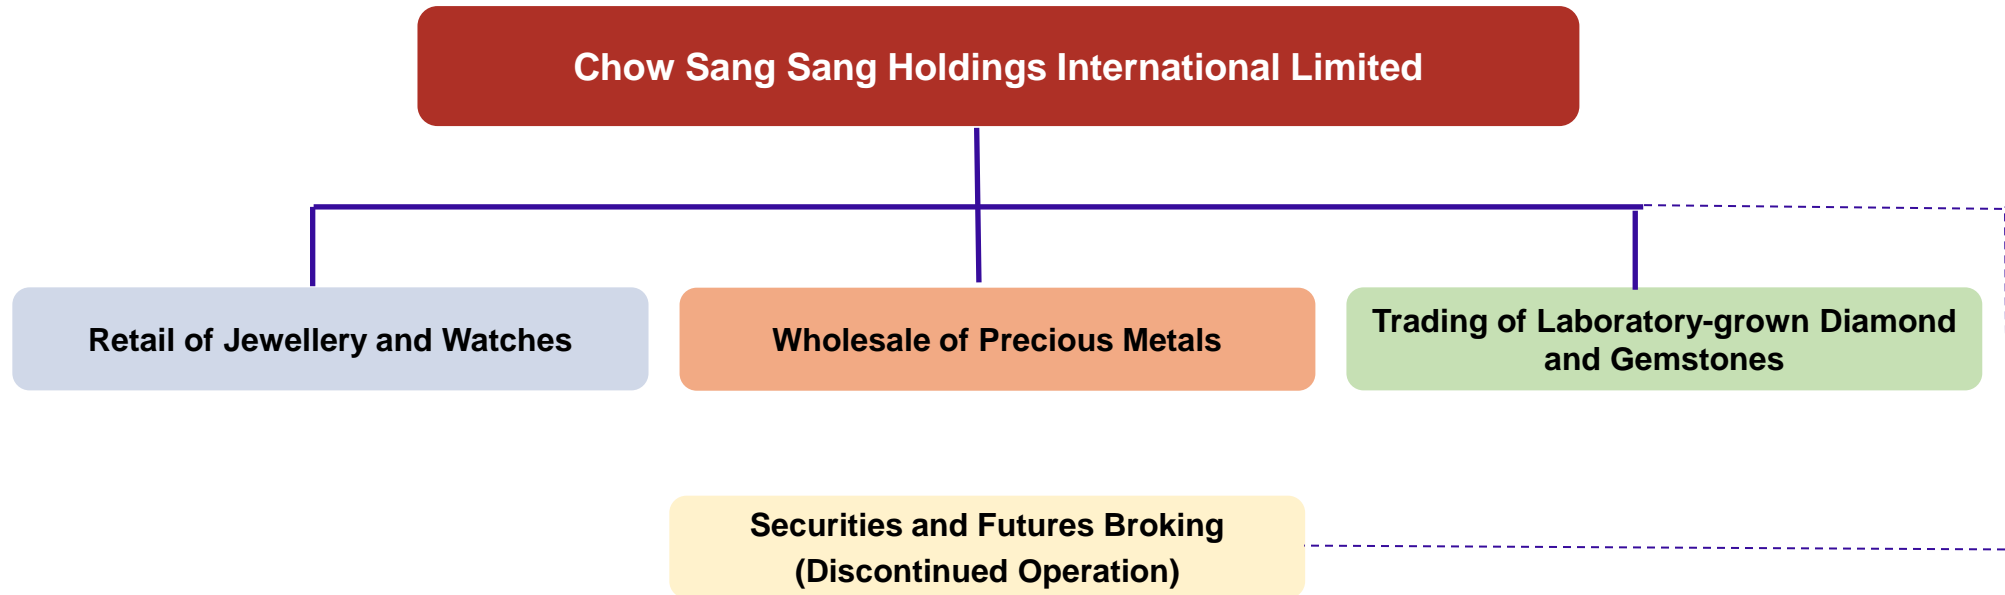 Chow Sang Sang Holdings International Limited
Retail of Jewellery and Watches
Wholesale of Precious Metals
Trading of Laboratory-grown Diamond
and Gemstones
Securities and Futures Broking
(Discontinued Operation)